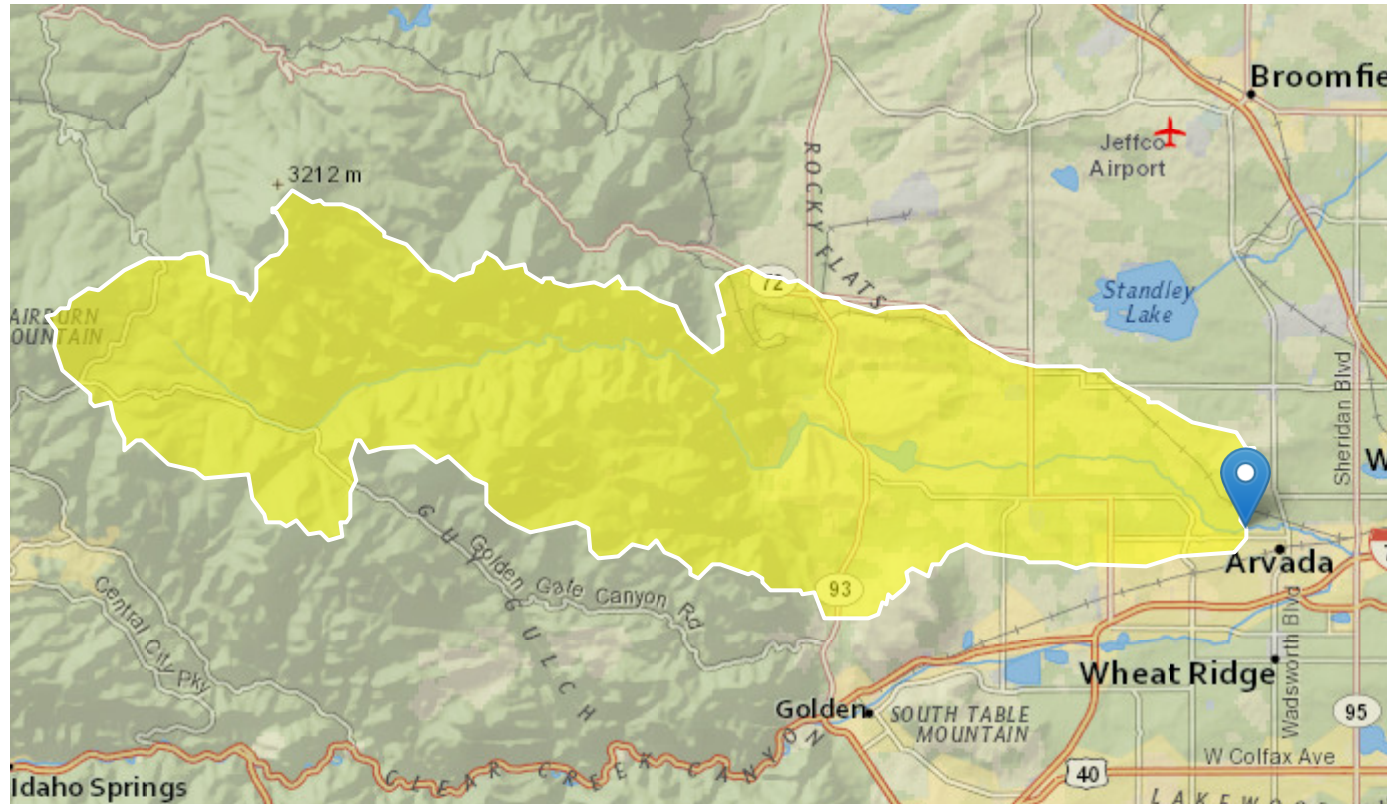 Broomfie
Jeffco
Airport
3212 m
ROCKY FLATS
72
Standley
Lake
AIRBURN
OUNTAIN
Sheridan Blvd
W
GUY GULCH
Golden Gate Canyon Rd
93
Arvada
7
Central City Pky
Wheat Ridge
Wadsworth Blvd
Golden
SOUTH TABLE
MOUNTAIN
95
W Colfax Ave
CLEAR CREEK CANYON
40
Idaho Springs
LAKEW